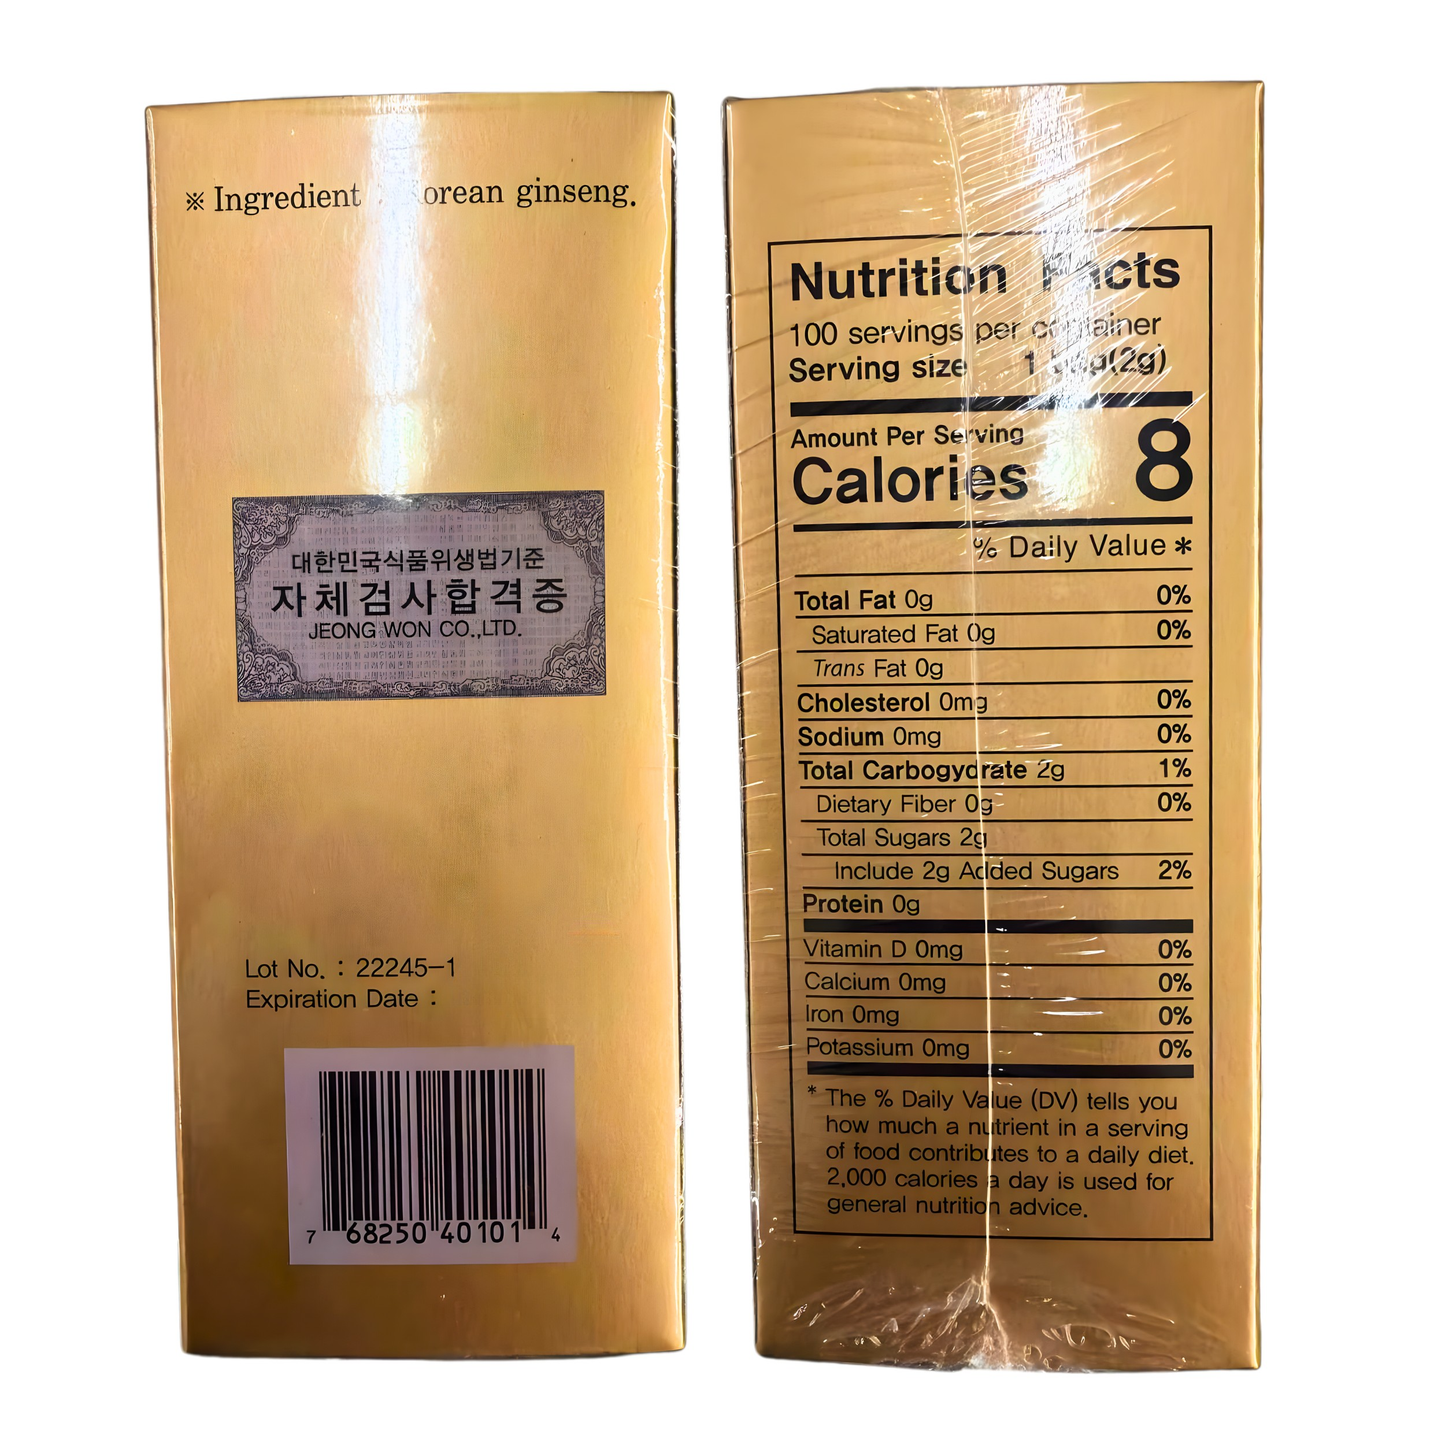 ※ Ingredient : Korean ginseng.
대한민국식품위생법기준
자체검사합격증
JEONG WON CO.,LTD.
Lot No. : 22245-1
Expiration Date :
7 68250 40101 4
Nutrition Facts
100 servings per container
Serving size 1 bag(2g)
Amount Per Serving
Calories 8
% Daily Value *
Total Fat 0g 0%
Saturated Fat 0g 0%
Trans Fat 0g
Cholesterol 0mg 0%
Sodium 0mg 0%
Total Carbogydrate 2g 1%
Dietary Fiber 0g 0%
Total Sugars 2g
Include 2g Added Sugars 2%
Protein 0g
Vitamin D 0mg 0%
Calcium 0mg 0%
Iron 0mg 0%
Potassium 0mg 0%
* The % Daily Value (DV) tells you
how much a nutrient in a serving
of food contributes to a daily diet.
2,000 calories a day is used for
general nutrition advice.